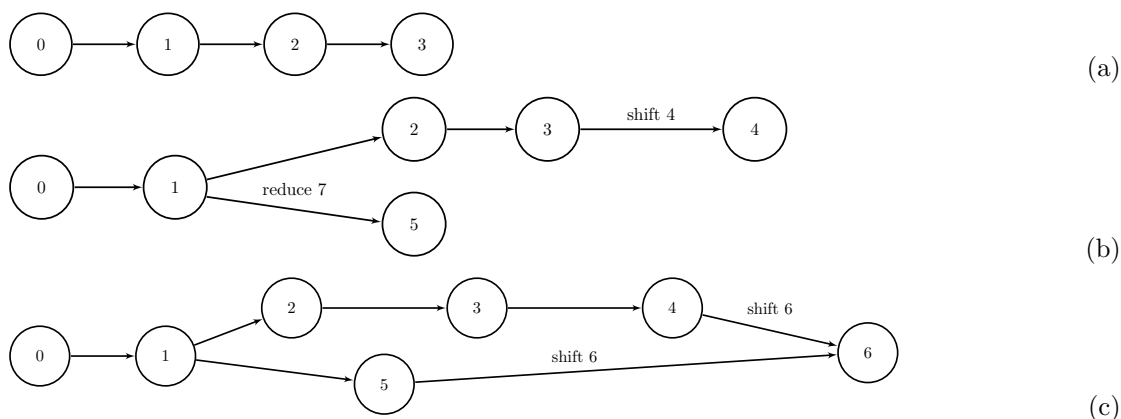 0 1 2 3
(a)
2 3 shift 4 4
0 1 reduce 7
5
(b)
2 3 4 shift 6
0 1 shift 6 6
5
(c)